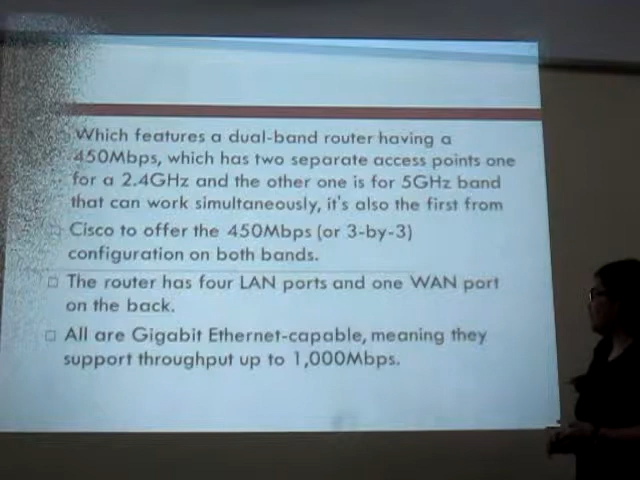 Which features a dual-band router having a
450Mbps, which has two separate access points one
for a 2.4GHz and the other one is for 5GHz band
that can work simultaneously, it's also the first from
Cisco to offer the 450Mbps (or 3-by-3)
configuration on both bands.
The router has four LAN ports and one WAN port
on the back.
All are Gigabit Ethernet-capable, meaning they
support throughput up to 1,000Mbps.